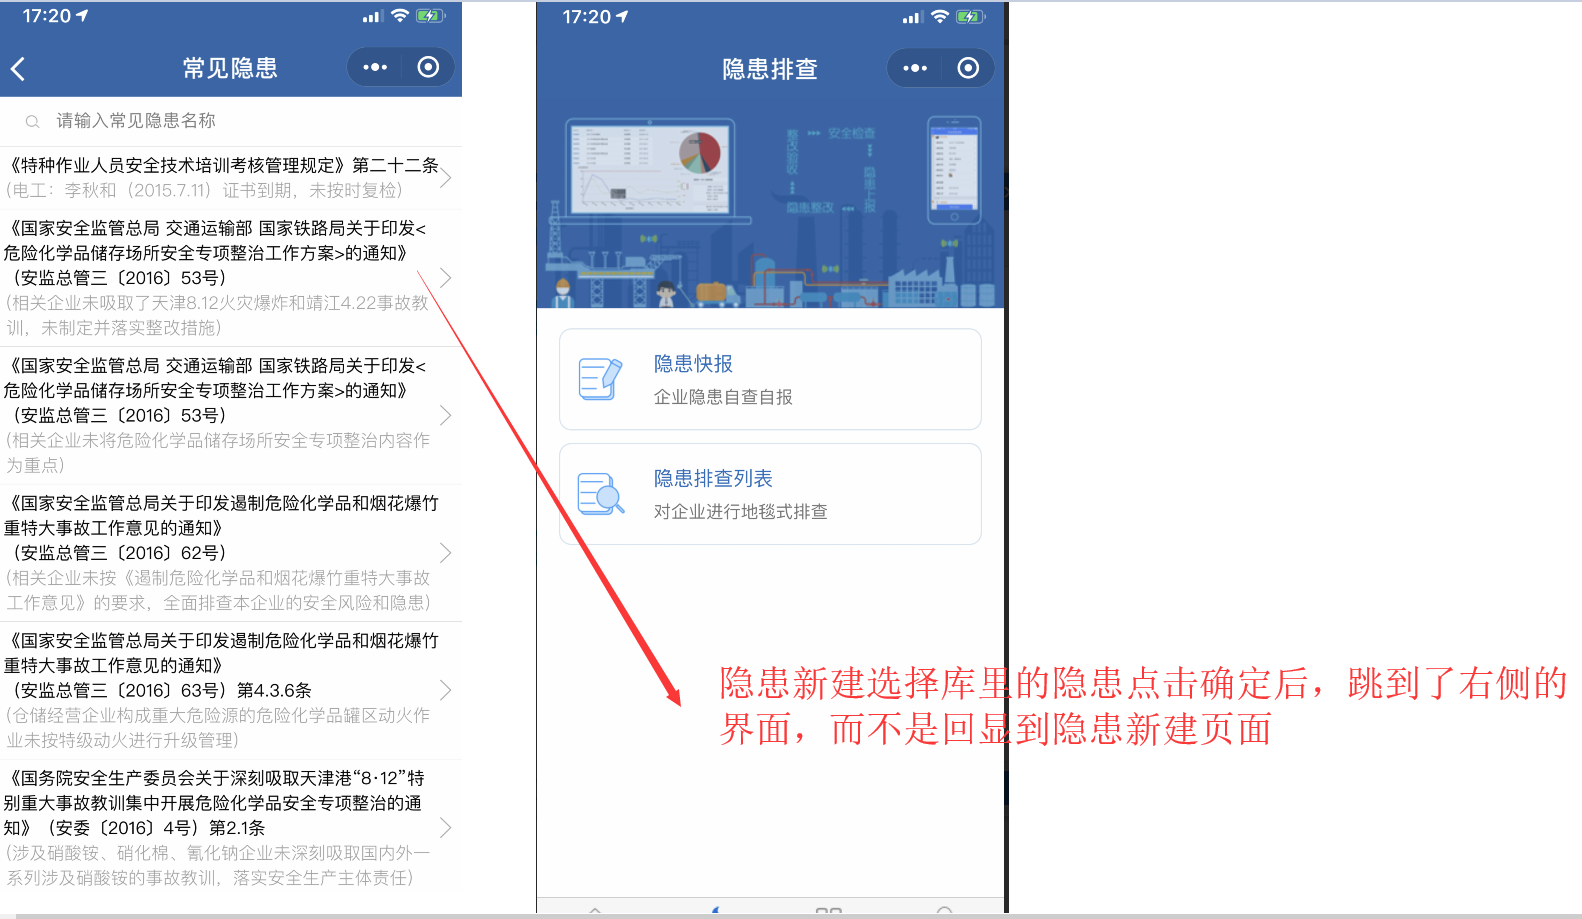 17:20
常见隐患
请输入常见隐患名称
《特种作业人员安全技术培训考核管理规定》第二十二条
(电工：李秋和（2015.7.11）证书到期，未按时复检)
《国家安全监管总局 交通运输部 国家铁路局关于印发<
危险化学品储存场所安全专项整治工作方案>的通知》
（安监总管三〔2016〕53号）
(相关企业未吸取了天津8.12火灾爆炸和靖江4.22事故教
训，未制定并落实整改措施)
《国家安全监管总局 交通运输部 国家铁路局关于印发<
危险化学品储存场所安全专项整治工作方案>的通知》
（安监总管三〔2016〕53号）
(相关企业未将危险化学品储存场所安全专项整治内容作
为重点)
《国家安全监管总局关于印发遏制危险化学品和烟花爆竹
重特大事故工作意见的通知》
（安监总管三〔2016〕62号）
(相关企业未按《遏制危险化学品和烟花爆竹重特大事故
工作意见》的要求，全面排查本企业的安全风险和隐患)
《国家安全监管总局关于印发遏制危险化学品和烟花爆竹
重特大事故工作意见的通知》
（安监总管三〔2016〕63号）第4.3.6条
(仓储经营企业构成重大危险源的危险化学品罐区动火作
业未按特级动火进行升级管理)
《国务院安全生产委员会关于深刻吸取天津港“8·12”特
别重大事故教训集中开展危险化学品安全专项整治的通
知》（安委〔2016〕4号）第2.1条
(涉及硝酸铵、硝化棉、氰化钠企业未深刻吸取国内外一
系列涉及硝酸铵的事故教训，落实安全生产主体责任)
17:20
隐患排查
安全检查
整改验收
隐患上报
隐患整改
隐患快报
企业隐患自查自报
隐患排查列表
对企业进行地毯式排查
隐患新建选择库里的隐患点击确定后，跳到了右侧的
界面，而不是回显到隐患新建页面